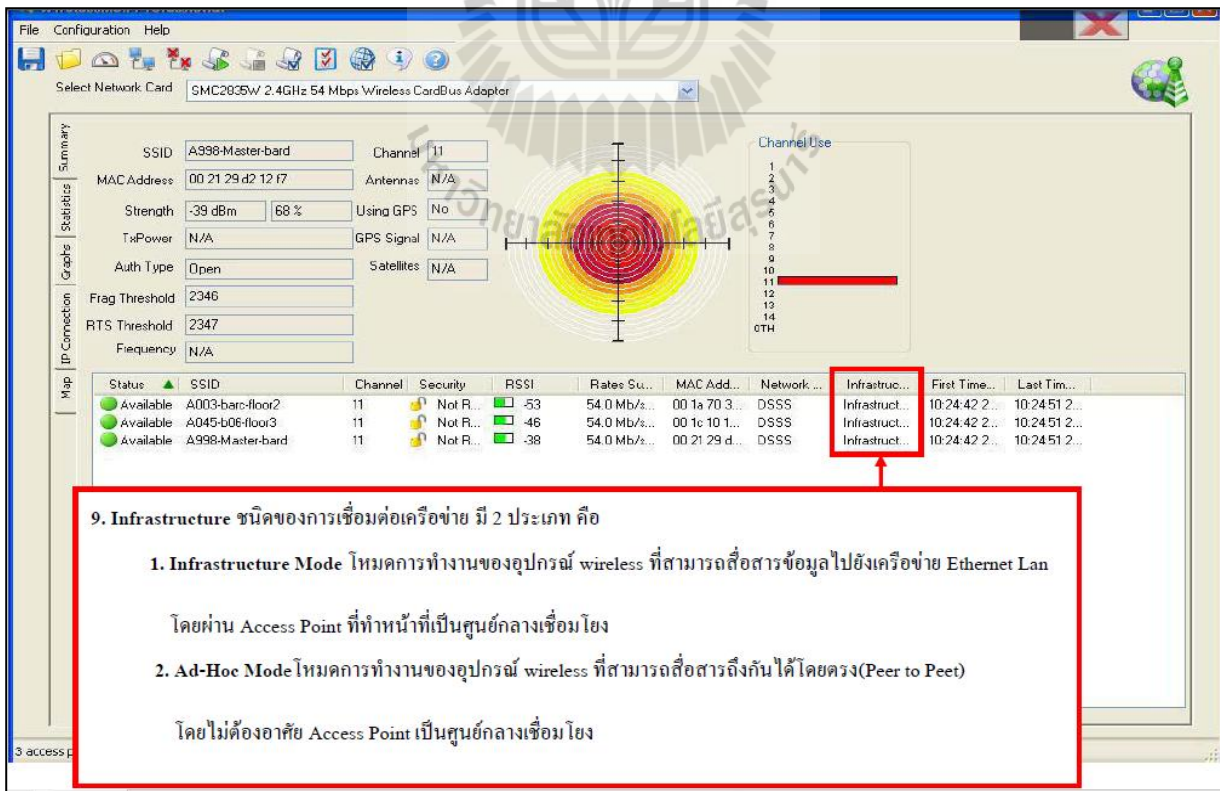 File Configuration Help
Select Network Card SMC2835W 2.4GHz 54 Mbps Wireless CardBus Adapter
Summary
Statistics
Graphs
IP Connection
Map
SSID A998-Master-bard Channel 11
MAC Address 00 21 29 d2 12 f7 Antennas N/A
Strength -39 dBm 68 % Using GPS No
TxPower N/A GPS Signal N/A
Auth Type Open Satellites N/A
Frag Threshold 2346
RTS Threshold 2347
Frequency N/A
Channel Use
1
2
3
4
5
6
7
8
9
10
11
12
13
14
OTH
Status SSID Channel Security RSSI Rates Su... MAC Add... Network ... Infrastruc... First Time... Last Tim...
Available A003-barc-floor2 11 Not R... -53 54.0 Mb/s... 00 1a 70 3... DSSS Infrastruct... 10:24:42 2... 10:24:51 2...
Available A045-b06-floor3 11 Not R... -46 54.0 Mb/s... 00 1c 10 1... DSSS Infrastruct... 10:24:42 2... 10:24:51 2...
Available A998-Master-bard 11 Not R... -38 54.0 Mb/s... 00 21 29 d... DSSS Infrastruct... 10:24:42 2... 10:24:51 2...
9. Infrastructure ชนิดของการเชื่อมต่อเครือข่าย มี 2 ประเภท คือ
1. Infrastructure Mode โหมดการทำงานของอุปกรณ์ wireless ที่สามารถสื่อสารข้อมูลไปยังเครือข่าย Ethernet Lan
โดยผ่าน Access Point ที่ทำหน้าที่เป็นศูนย์กลางเชื่อมโยง
2. Ad-Hoc Mode โหมดการทำงานของอุปกรณ์ wireless ที่สามารถสื่อสารถึงกันได้โดยตรง(Peer to Peet)
โดยไม่ต้องอาศัย Access Point เป็นศูนย์กลางเชื่อมโยง
3 access p